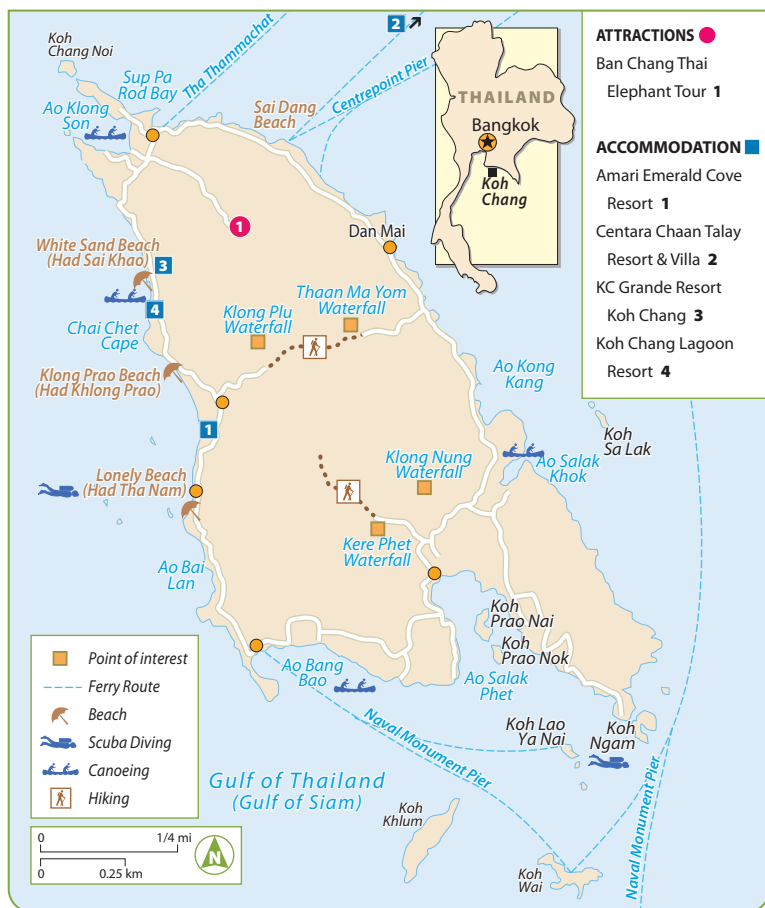 Koh
Chang Noi
Sup Pa
Rod Bay
Tha Thammachat
2
Centrepoint Pier
Ao Klong
Son
Sai Dang
Beach
THAILAND
Bangkok
Koh
Chang
ATTRACTIONS
Ban Chang Thai
Elephant Tour 1
ACCOMMODATION
Amari Emerald Cove
Resort 1
Centara Chaan Talay
Resort & Villa 2
KC Grande Resort
Koh Chang 3
Koh Chang Lagoon
Resort 4
1
Dan Mai
White Sand Beach
(Had Sai Khao)
3
4
Thaan Ma Yom
Waterfall
Klong Plu
Waterfall
Chai Chet
Cape
Klong Prao Beach
(Had Khlong Prao)
1
Ao Kong
Kang
Koh
Sa Lak
Klong Nung
Waterfall
Ao Salak
Khok
Lonely Beach
(Had Tha Nam)
Kere Phet
Waterfall
Ao Bai
Lan
Koh
Prao Nai
Koh
Prao Nok
Ao Salak
Phet
Ao Bang
Bao
Koh Lao
Ya Nai
Koh
Ngam
Naval Monument Pier
Naval Monument Pier
Gulf of Thailand
(Gulf of Siam)
Koh
Khlum
Koh
Wai
Point of interest
Ferry Route
Beach
Scuba Diving
Canoeing
Hiking
0 1/4 mi
0 0.25 km
N